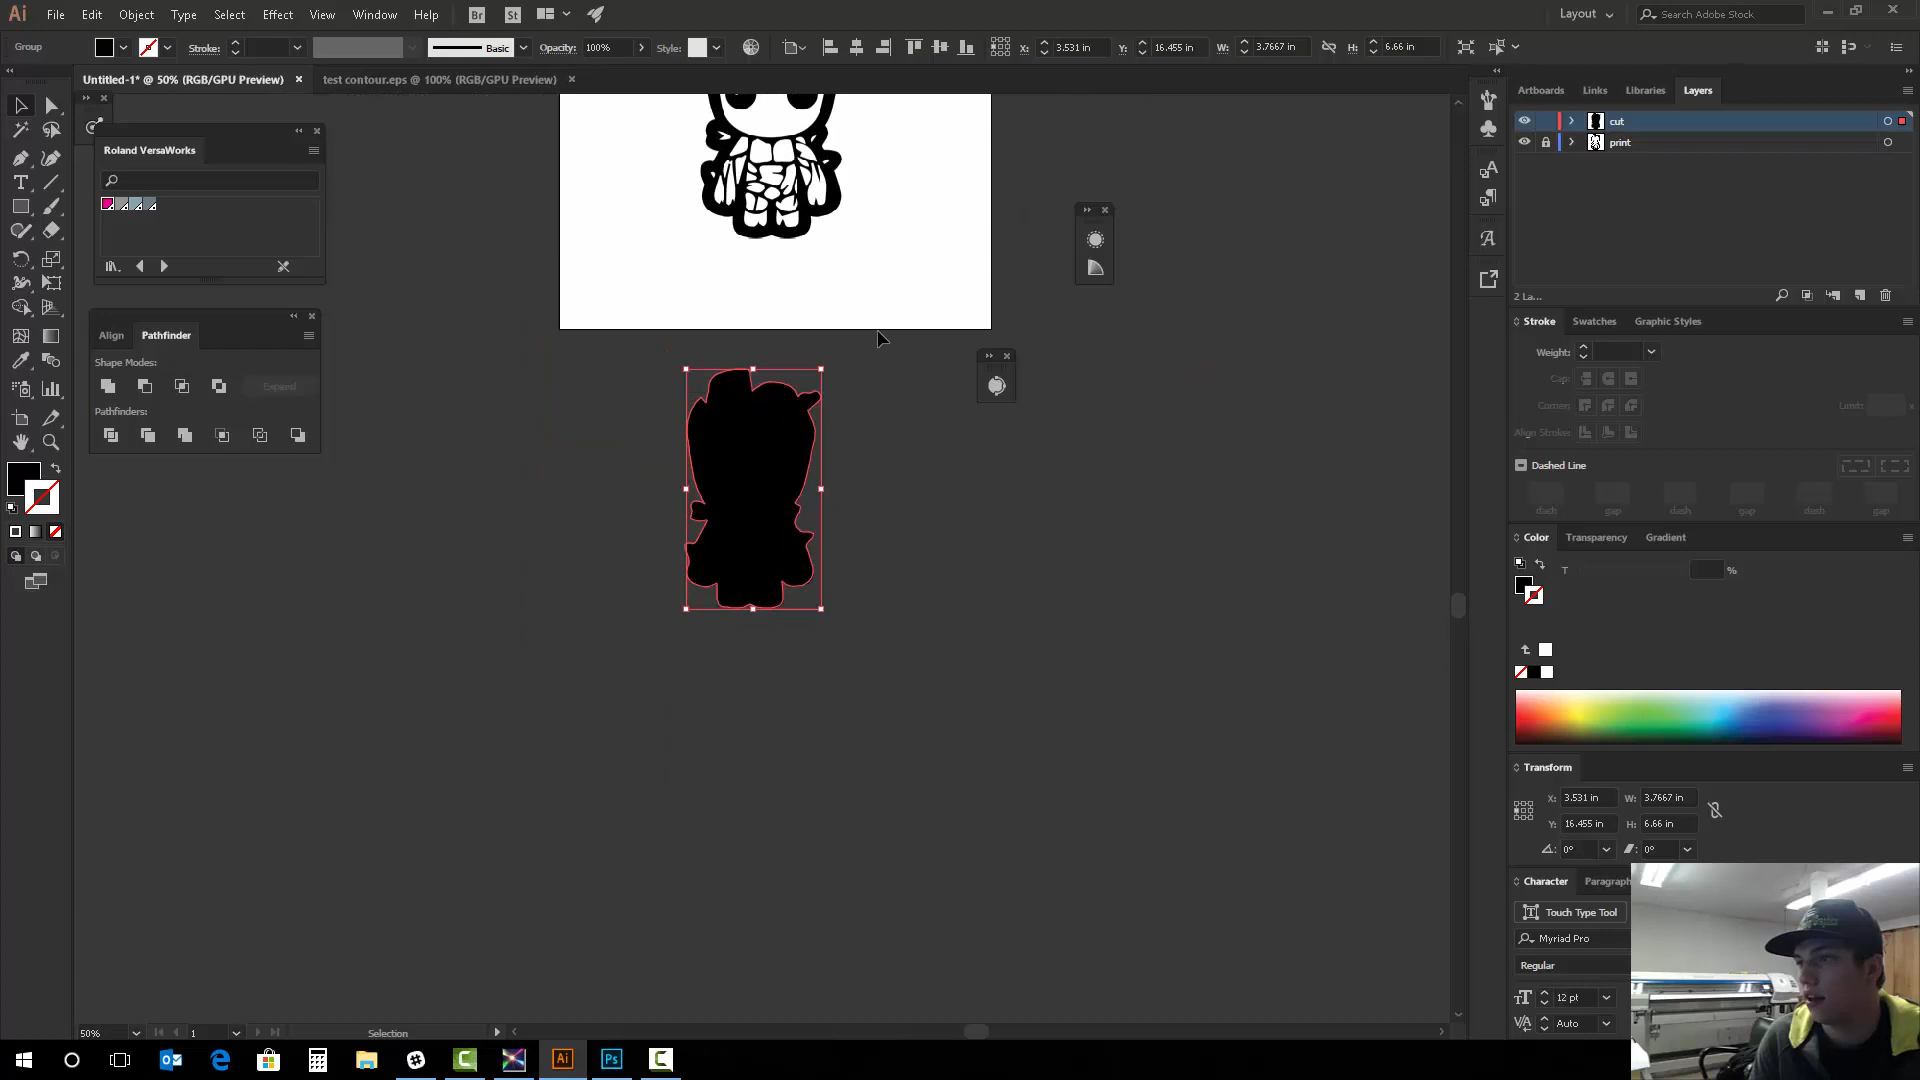 Ai File Edit Object Type Select Effect View Window Help Br St Layout Search Adobe Stock
Group Stroke: Basic Opacity: 100% Style: X: 3.531 in Y: 16.455 in W: 3.7667 in H: 6.66 in
Untitled-1* @ 50% (RGB/GPU Preview) × test contour.eps @ 100% (RGB/GPU Preview) ×
Artboards Links Libraries Layers
cut
print
Roland VersaWorks
2 La...
Align Pathfinder
Shape Modes:
Expand
Pathfinders:
Stroke Swatches Graphic Styles
Weight:
Cap:
Corner: Limit: x
Align Stroke:
Dashed Line
dash gap dash gap dash gap
Color Transparency Gradient
T %
Transform
X: 3.531 in W: 3.7667 in
Y: 16.455 in H: 6.66 in
0° 0°
Character Paragraph
Touch Type Tool
Myriad Pro
Regular
12 pt
Auto
50% 1 Selection
Ai Ps